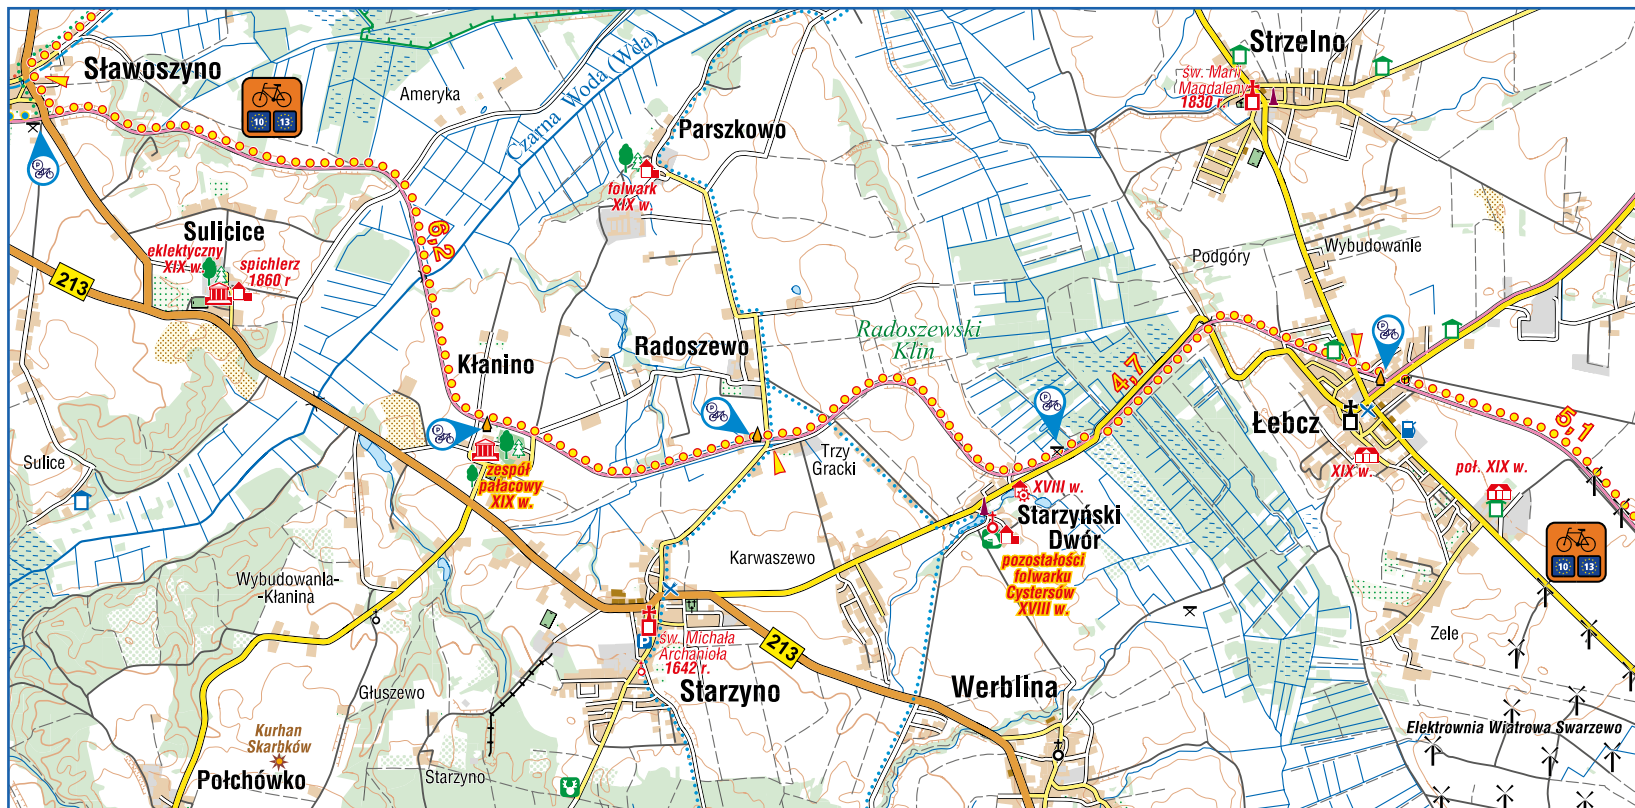 Sławoszyno
10 13
P
Ameryka
Czarna Woda (Wda)
Parszkowo
folwark
XIX w.
Strzelno
św. Marii
Magdaleny
1830 r.
Sulicice
eklektyczny
XIX w.
spichlerz
1860 r
213
6,2
Podgóry
Wybudowanie
Radoszewski
Klin
Radoszewo
Kłanino
P
P
P
P
4,7
Łebcz
5,1
XIX w.
poł. XIX w.
Sulice
zespół
pałacowy
XIX w.
Trzy
Gracki
XVIII w.
Starzyński
Dwór
pozostałości
folwarku
Cystersów
XVIII w.
10 13
Karwaszewo
Wybudowania-
-Kłanina
św. Michała
Archanioła
1642 r.
P
213
Zele
Starzyno
Werblina
Głuszewo
Kurhan
Skarbków
Połchówko
Starzyno
Elektrownia Wiatrowa Swarzewo